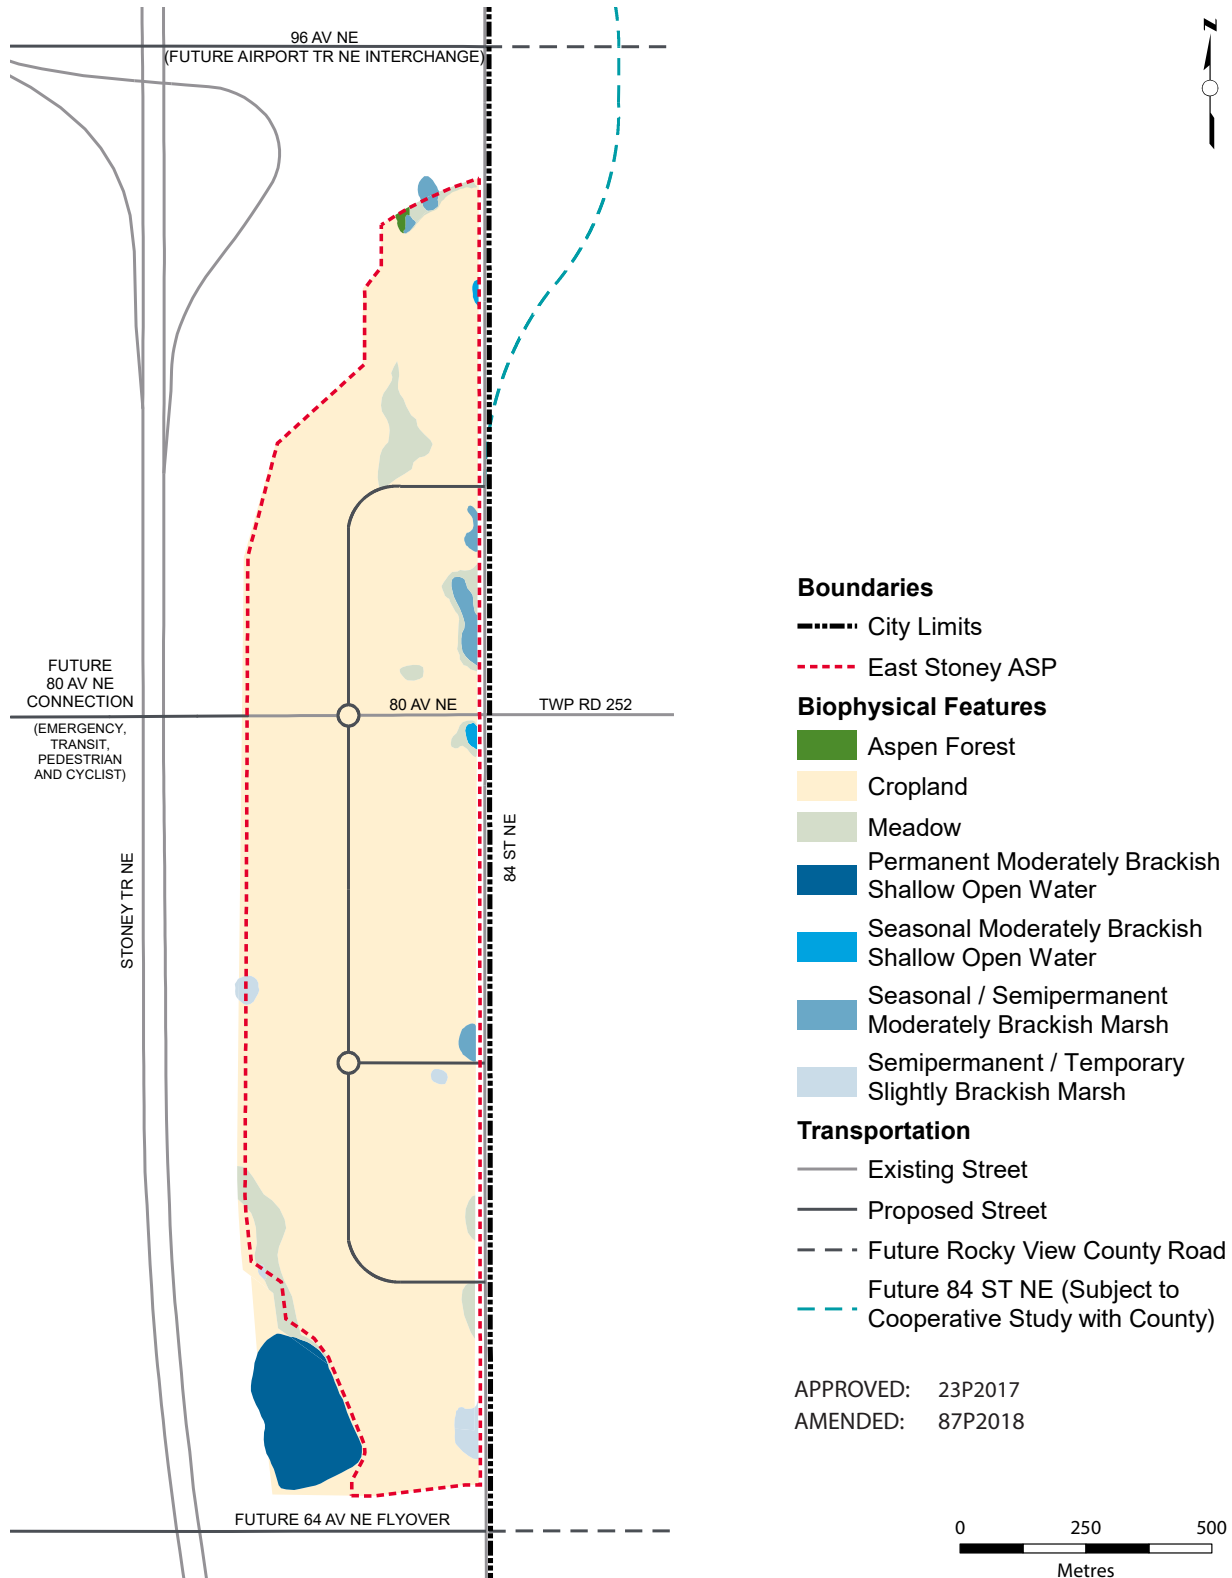 96 AV NE
(FUTURE AIRPORT TR NE INTERCHANGE)
N
FUTURE
80 AV NE
CONNECTION
(EMERGENCY,
TRANSIT,
PEDESTRIAN
AND CYCLIST)
80 AV NE
TWP RD 252
STONEY TR NE
84 ST NE
FUTURE 64 AV NE FLYOVER
Boundaries
City Limits
East Stoney ASP
Biophysical Features
Aspen Forest
Cropland
Meadow
Permanent Moderately Brackish
Shallow Open Water
Seasonal Moderately Brackish
Shallow Open Water
Seasonal / Semipermanent
Moderately Brackish Marsh
Semipermanent / Temporary
Slightly Brackish Marsh
Transportation
Existing Street
Proposed Street
Future Rocky View County Road
Future 84 ST NE (Subject to
Cooperative Study with County)
APPROVED: 23P2017
AMENDED: 87P2018
0 250 500
Metres